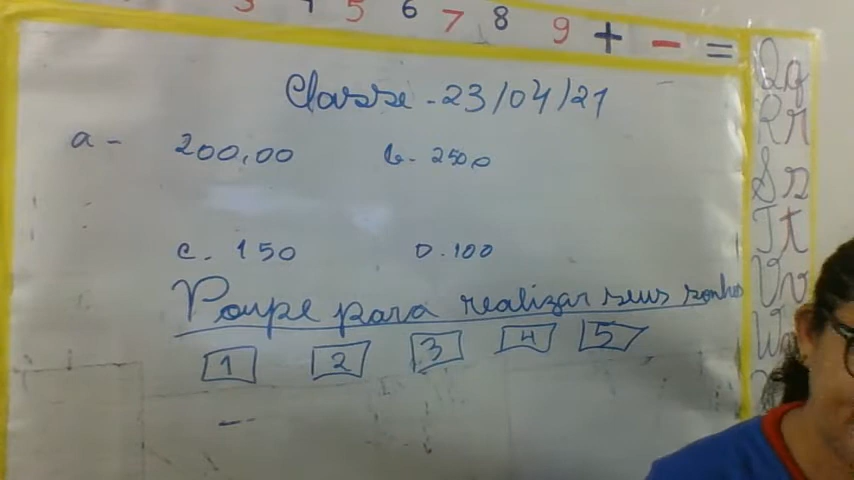 3 4 5 6 7 8 9 + - =
Classe - 23/04/21
a - 200,00 b - 2500
c. 150 D. 100
Poupe para realizar seus sonhos
1 2 3 4 5
Qq
Rr
Ss
Tt
Vv